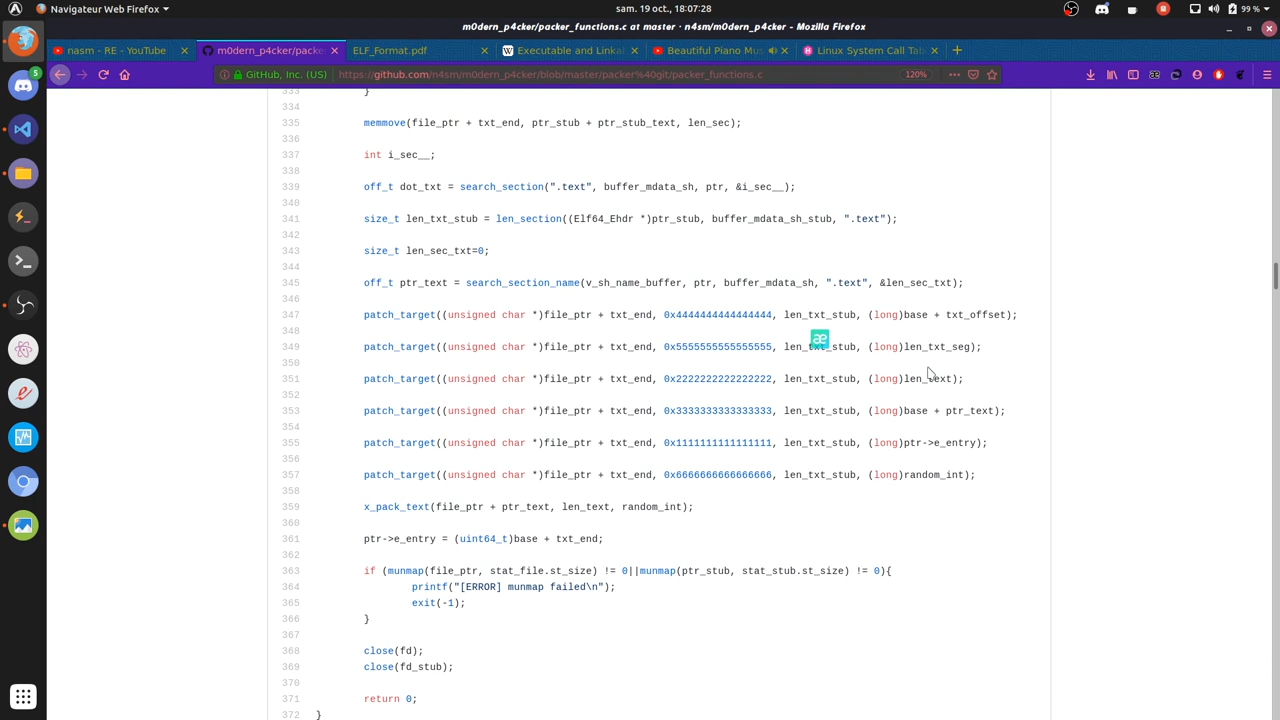 Navigateur Web Firefox
sam. 19 oct., 18:07:28
99 %
m0dern_p4cker/packer_functions.c at master · n4sm/m0dern_p4cker - Mozilla Firefox
nasm - RE - YouTube
m0dern_p4cker/packe
ELF_Format.pdf
W Executable and Linkal
Beautiful Piano Mus
Linux System Call Tab
GitHub, Inc. (US) https://github.com/n4sm/m0dern_p4cker/blob/master/packer%40git/packer_functions.c 120%
5
333 }
334
335 memmove(file_ptr + txt_end, ptr_stub + ptr_stub_text, len_sec);
336
337 int i_sec__;
338
339 off_t dot_txt = search_section(".text", buffer_mdata_sh, ptr, &i_sec__);
340
341 size_t len_txt_stub = len_section((Elf64_Ehdr *)ptr_stub, buffer_mdata_sh_stub, ".text");
342
343 size_t len_sec_txt=0;
344
345 off_t ptr_text = search_section_name(v_sh_name_buffer, ptr, buffer_mdata_sh, ".text", &len_sec_txt);
346
347 patch_target((unsigned char *)file_ptr + txt_end, 0x4444444444444444, len_txt_stub, (long)base + txt_offset);
348
æ
349 patch_target((unsigned char *)file_ptr + txt_end, 0x5555555555555555, len_txt_stub, (long)len_txt_seg);
350
351 patch_target((unsigned char *)file_ptr + txt_end, 0x2222222222222222, len_txt_stub, (long)len_text);
352
353 patch_target((unsigned char *)file_ptr + txt_end, 0x3333333333333333, len_txt_stub, (long)base + ptr_text);
354
355 patch_target((unsigned char *)file_ptr + txt_end, 0x1111111111111111, len_txt_stub, (long)ptr->e_entry);
356
357 patch_target((unsigned char *)file_ptr + txt_end, 0x6666666666666666, len_txt_stub, (long)random_int);
358
359 x_pack_text(file_ptr + ptr_text, len_text, random_int);
360
361 ptr->e_entry = (uint64_t)base + txt_end;
362
363 if (munmap(file_ptr, stat_file.st_size) != 0||munmap(ptr_stub, stat_stub.st_size) != 0){
364 printf("[ERROR] munmap failed\n");
365 exit(-1);
366 }
367
368 close(fd);
369 close(fd_stub);
370
371 return 0;
372 }